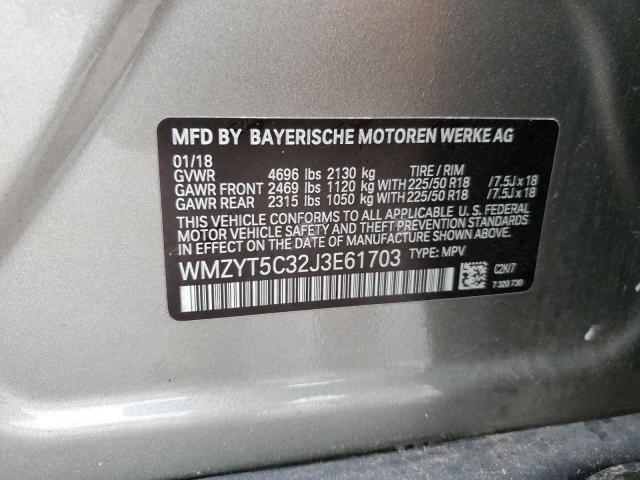 MFD BY BAYERISCHE MOTOREN WERKE AG
01/18
GVWR 4696 lbs 2130 kg TIRE / RIM
GAWR FRONT 2469 lbs 1120 kg WITH 225/50 R18 /7.5J x 18
GAWR REAR 2315 lbs 1050 kg WITH 225/50 R18 /7.5J x 18
THIS VEHICLE CONFORMS TO ALL APPLICABLE U. S. FEDERAL
MOTOR VEHICLE SAFETY AND THEFT PREVENTION STANDARDS
IN EFFECT ON THE DATE OF MANUFACTURE SHOWN ABOVE.
WMZYT5C32J3E61703 TYPE: MPV
C2K/7
7 320 730